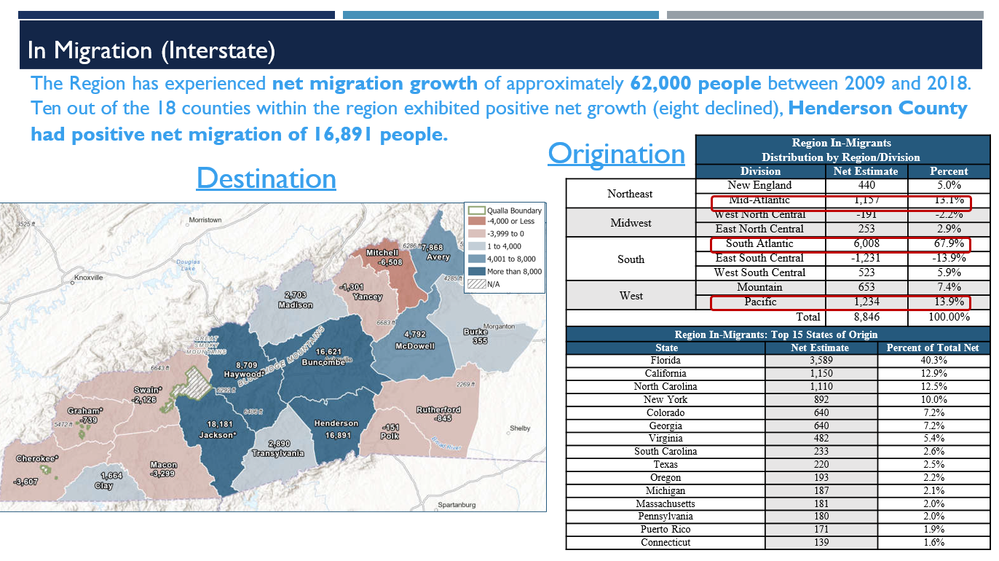 In Migration (Interstate)
The Region has experienced net migration growth of approximately 62,000 people between 2009 and 2018.
Ten out of the 18 counties within the region exhibited positive net growth (eight declined), Henderson County
had positive net migration of 16,891 people.
Destination
Origination
3525 ft
Morristown
Douglas
Lake
Knoxville
Qualla Boundary
-4,000 or Less
-3,999 to 0
1 to 4,000
4,001 to 8,000
More than 8,000
N/A
6286 ft
7,868
Avery
Mitchell
-6,508
4285 ft
-1,301
Yancey
2,703
Madison
6683 ft
Morganton
Burke
355
4,792
McDowell
GREAT
SMOKY
MOUNTAINS
BLUE RIDGE MOUNTAINS
16,621
Buncombe
Asheville
8,709
Haywood*
6643 ft
6292 ft
2269 ft
Swain*
-2,126
Graham*
-739
5472 ft
6406 ft
Rutherford
-845
18,181
Jackson*
Henderson
16,891
-151
Polk
Shelby
2,890
Transylvania
Broad River
Cherokee*
-3,607
Macon
-3,299
1,664
Clay
Spartanburg
Region In-Migrants
Distribution by Region/Division
Division Net Estimate Percent
Northeast
New England 440 5.0%
Mid-Atlantic 1,157 13.1%
Midwest
West North Central -191 -2.2%
East North Central 253 2.9%
South
South Atlantic 6,008 67.9%
East South Central -1,231 -13.9%
West South Central 523 5.9%
West
Mountain 653 7.4%
Pacific 1,234 13.9%
Total 8,846 100.00%
Region In-Migrants: Top 15 States of Origin
State Net Estimate Percent of Total Net
Florida 3,589 40.3%
California 1,150 12.9%
North Carolina 1,110 12.5%
New York 892 10.0%
Colorado 640 7.2%
Georgia 640 7.2%
Virginia 482 5.4%
South Carolina 233 2.6%
Texas 220 2.5%
Oregon 193 2.2%
Michigan 187 2.1%
Massachusetts 181 2.0%
Pennsylvania 180 2.0%
Puerto Rico 171 1.9%
Connecticut 139 1.6%